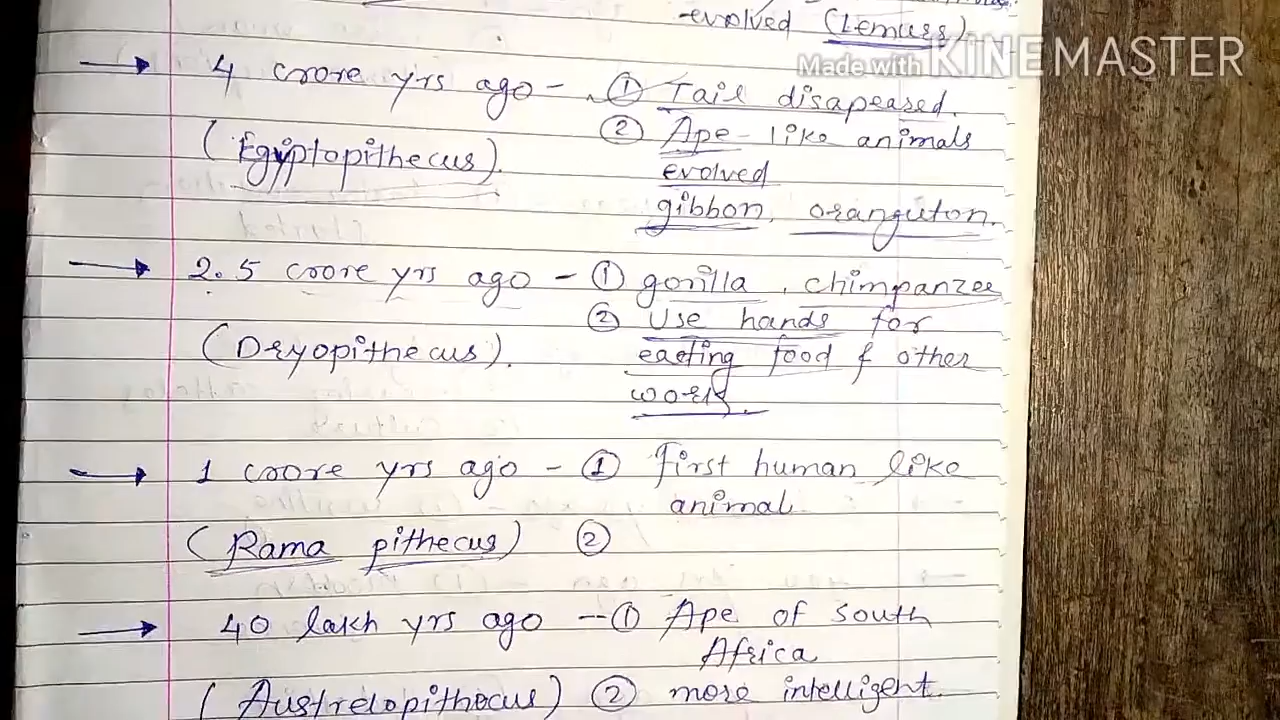 evolved (Lemurs).
Made with KINEMASTER
→ 4 crore yrs ago - ① Tail disapeared.
② Ape-like animals
(Egyptopithecus). evolved
gibbon, oranguton.
→ 2.5 crore yrs ago - ① gorilla, chimpanzee
② Use hands for
(Dryopithecus). eacting food & other
work.
→ 1 crore yrs ago - ① first human like
animal
(Rama pithecus) ②
→ 40 lakh yrs ago -- ① Ape of south
Africa
(Austrelopithecus) ② more intelligent.